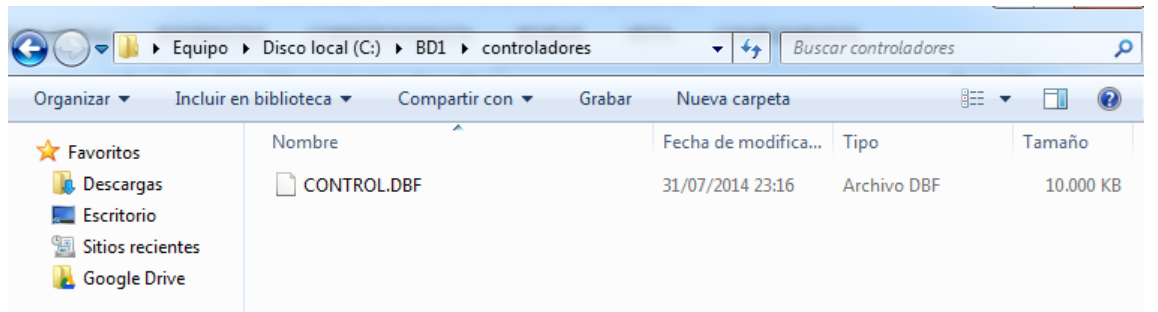 Equipo Disco local (C:) BD1 controladores Buscar controladores
Organizar Incluir en biblioteca Compartir con Grabar Nueva carpeta
Favoritos
Descargas
Escritorio
Sitios recientes
Google Drive
Nombre Fecha de modifica... Tipo Tamaño
CONTROL.DBF 31/07/2014 23:16 Archivo DBF 10.000 KB